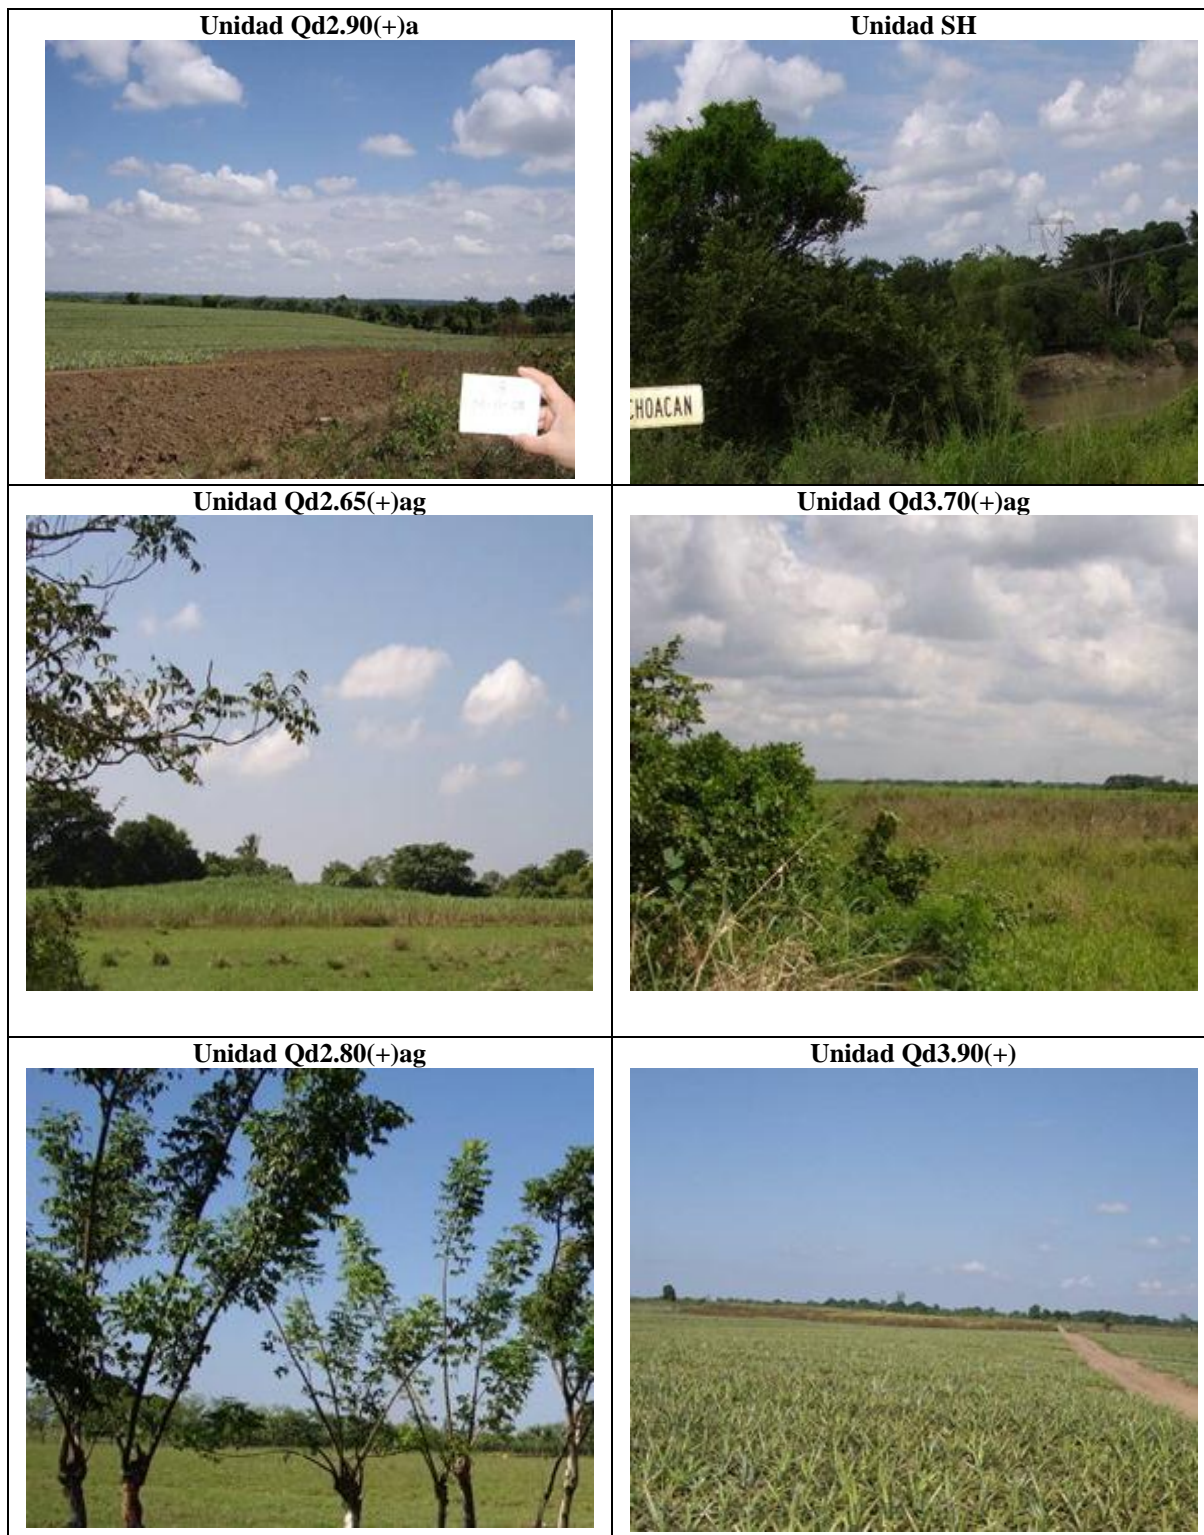 Unidad Qd2.90(+)a
Unidad SH
CHOACAN
Unidad Qd2.65(+)ag
Unidad Qd3.70(+)ag
Unidad Qd2.80(+)ag
Unidad Qd3.90(+)